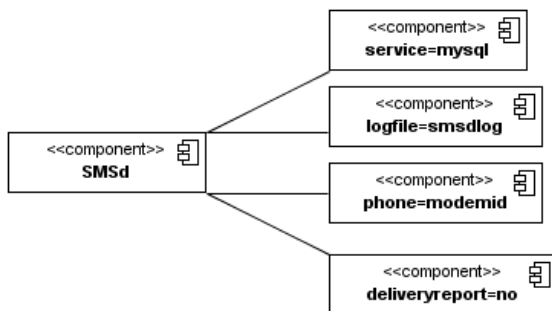 <<component>>
service=mysql
<<component>>
logfile=smsdlog
<<component>>
SMSd
<<component>>
phone=modemid
<<component>>
deliveryreport=no